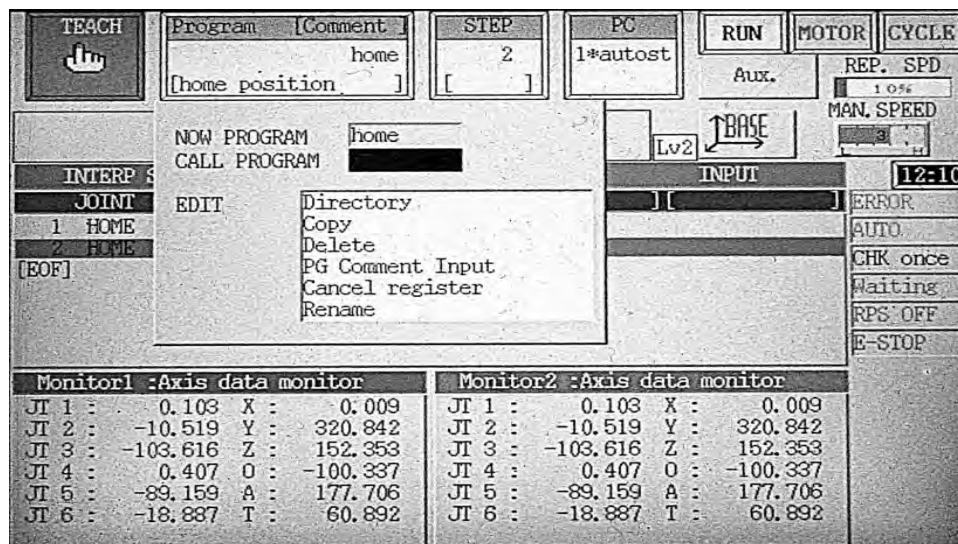 TEACH
Program [Comment ]
home
[home position ]
STEP
2
[ ]
PC
1*autost
RUN
MOTOR
CYCLE
Aux.
REP. SPD
10%
MAN. SPEED
3
H
NOW PROGRAM home
CALL PROGRAM
BASE
Lv2
INTERP S
INPUT
12:10
JOINT
][ ]
1 HOME
2 HOME
[EOF]
EDIT
Directory
Copy
Delete
PG Comment Input
Cancel register
Rename
ERROR
AUTO
CHK once
Waiting
RPS OFF
E-STOP
Monitor1 :Axis data monitor
JT 1 : 0.103 X : 0.009
JT 2 : -10.519 Y : 320.842
JT 3 : -103.616 Z : 152.353
JT 4 : 0.407 O : -100.337
JT 5 : -89.159 A : 177.706
JT 6 : -18.887 T : 60.892
Monitor2 :Axis data monitor
JT 1 : 0.103 X : 0.009
JT 2 : -10.519 Y : 320.842
JT 3 : -103.616 Z : 152.353
JT 4 : 0.407 O : -100.337
JT 5 : -89.159 A : 177.706
JT 6 : -18.887 T : 60.892